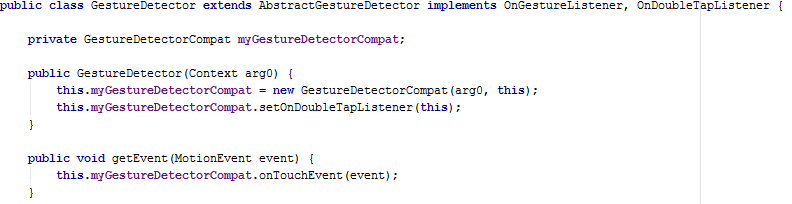 public class GestureDetector extends AbstractGestureDetector implements OnGestureListener, OnDoubleTapListener {
private GestureDetectorCompat myGestureDetectorCompat;
public GestureDetector(Context arg0) {
this.myGestureDetectorCompat = new GestureDetectorCompat(arg0, this);
this.myGestureDetectorCompat.setOnDoubleTapListener(this);
}
public void getEvent(MotionEvent event) {
this.myGestureDetectorCompat.onTouchEvent(event);
}